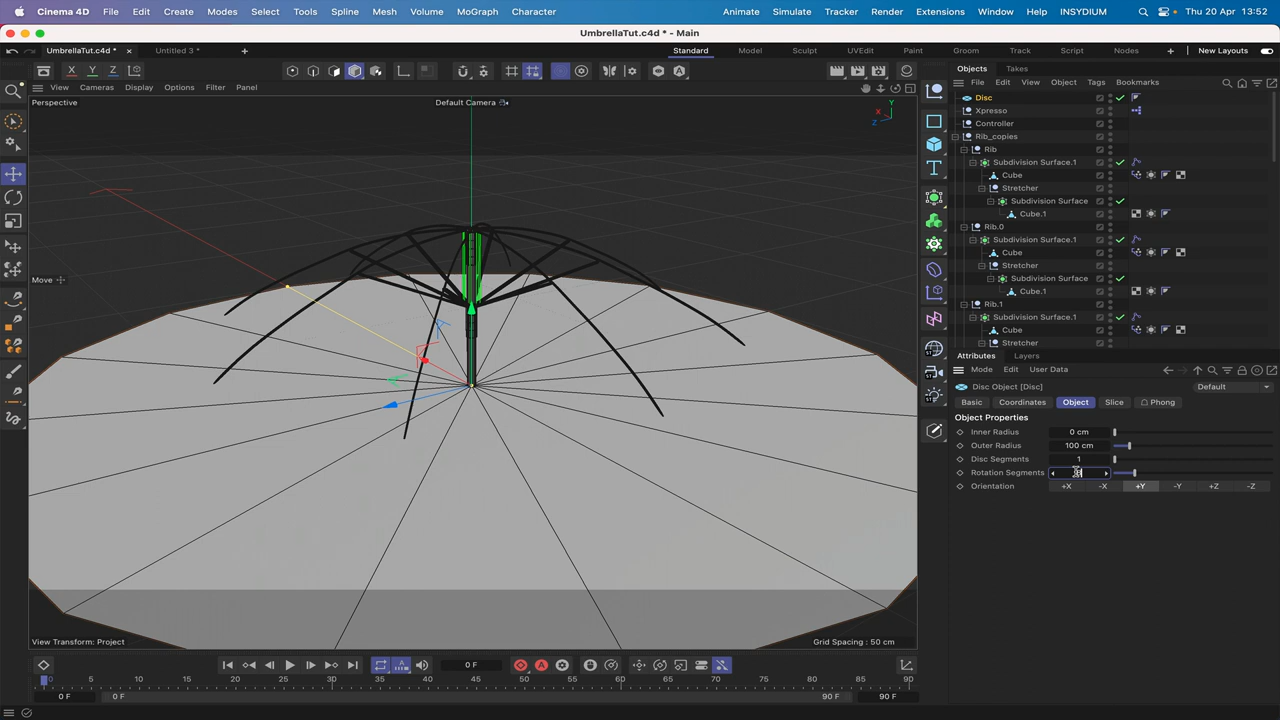 Cinema 4D File Edit Create Modes Select Tools Spline Mesh Volume MoGraph Character Animate Simulate Tracker Render Extensions Window Help INSYDIUM Thu 20 Apr 13:52
UmbrellaTut.c4d * - Main
UmbrellaTut.c4d * × Untitled 3 * + Standard Model Sculpt UVEdit Paint Groom Track Script Nodes + New Layouts
X Y Z
Objects Takes
View Cameras Display Options Filter Panel
File Edit View Object Tags Bookmarks
Perspective Default Camera
Y
X
Z
Disc
Xpresso
Controller
Rib_copies
Rib
Subdivision Surface.1
Cube
Stretcher
Subdivision Surface
Cube.1
Rib.0
Subdivision Surface.1
Cube
Stretcher
Subdivision Surface
Cube.1
Rib.1
Subdivision Surface.1
Cube
Stretcher
Move
Attributes Layers
Mode Edit User Data
Disc Object [Disc] Default
Basic Coordinates Object Slice Phong
Object Properties
Inner Radius 0 cm
Outer Radius 100 cm
Disc Segments 1
Rotation Segments
Orientation +X -X +Y -Y +Z -Z
View Transform: Project Grid Spacing : 50 cm
0 F
0 5 10 15 20 25 30 35 40 45 50 55 60 65 70 75 80 85 90
0 F 0 F 90 F 90 F